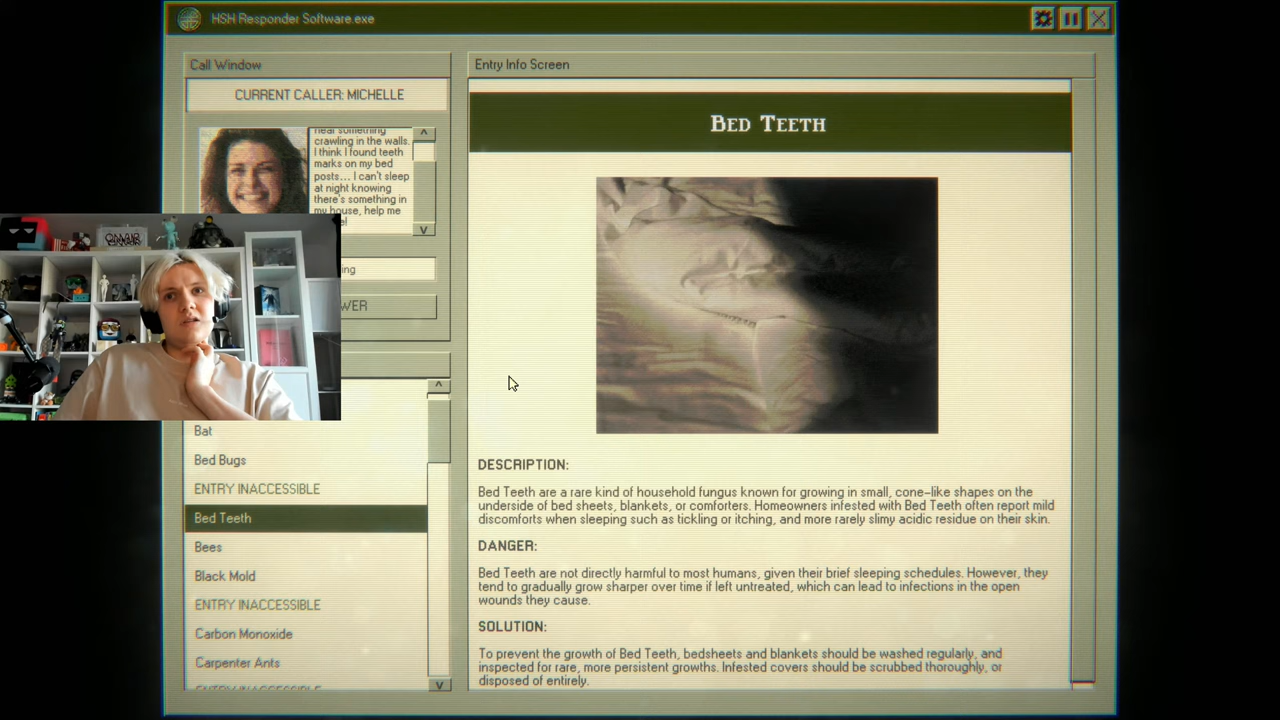 HSH Responder Software.exe
Call Window
CURRENT CALLER: MICHELLE
hear something
crawling in the walls.
I think I found teeth
marks on my bed
posts... I can't sleep
at night knowing
there's something in
my house, help me
Bat
Bed Bugs
ENTRY INACCESSIBLE
Bed Teeth
Bees
Black Mold
ENTRY INACCESSIBLE
Carbon Monoxide
Carpenter Ants
ENTRY INACCESSIBLE
Entry Info Screen
BED TEETH
DESCRIPTION:
Bed Teeth are a rare kind of household fungus known for growing in small, cone-like shapes on the
underside of bed sheets, blankets, or comforters. Homeowners infested with Bed Teeth often report mild
discomforts when sleeping such as tickling or itching, and more rarely slimy acidic residue on their skin.
DANGER:
Bed Teeth are not directly harmful to most humans, given their brief sleeping schedules. However, they
tend to gradually grow sharper over time if left untreated, which can lead to infections in the open
wounds they cause.
SOLUTION:
To prevent the growth of Bed Teeth, bedsheets and blankets should be washed regularly, and
inspected for rare, more persistent growths. Infested covers should be scrubbed thoroughly, or
disposed of entirely.